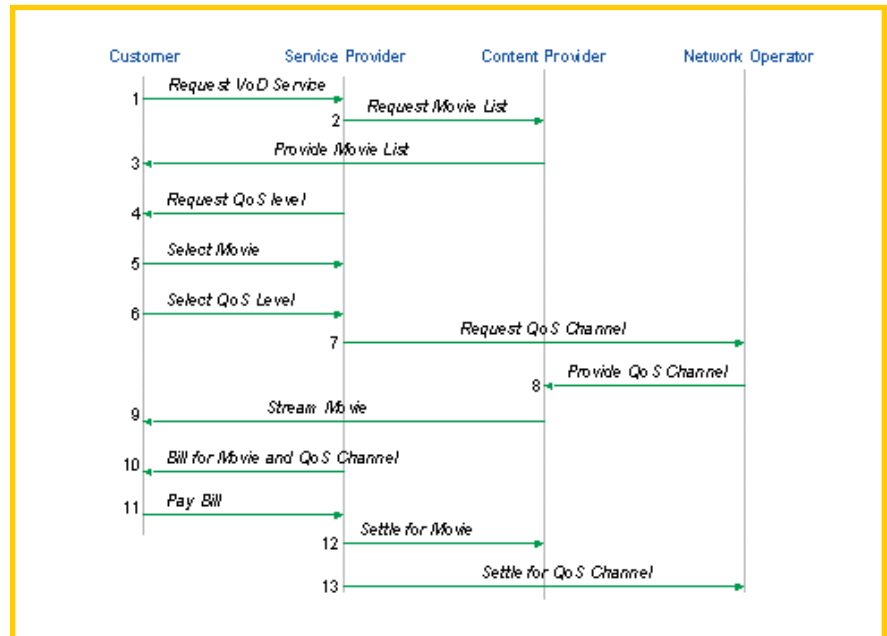 Customer Service Provider Content Provider Network Operator
Request VoD Service
1
Request Movie List
2
Provide Movie List
3
Request QoS level
4
Select Movie
5
Select QoS Level
6
Request QoS Channel
7
Provide QoS Channel
8
Stream Movie
9
Bill for Movie and QoS Channel
10
Pay Bill
11
Settle for Movie
12
Settle for QoS Channel
13